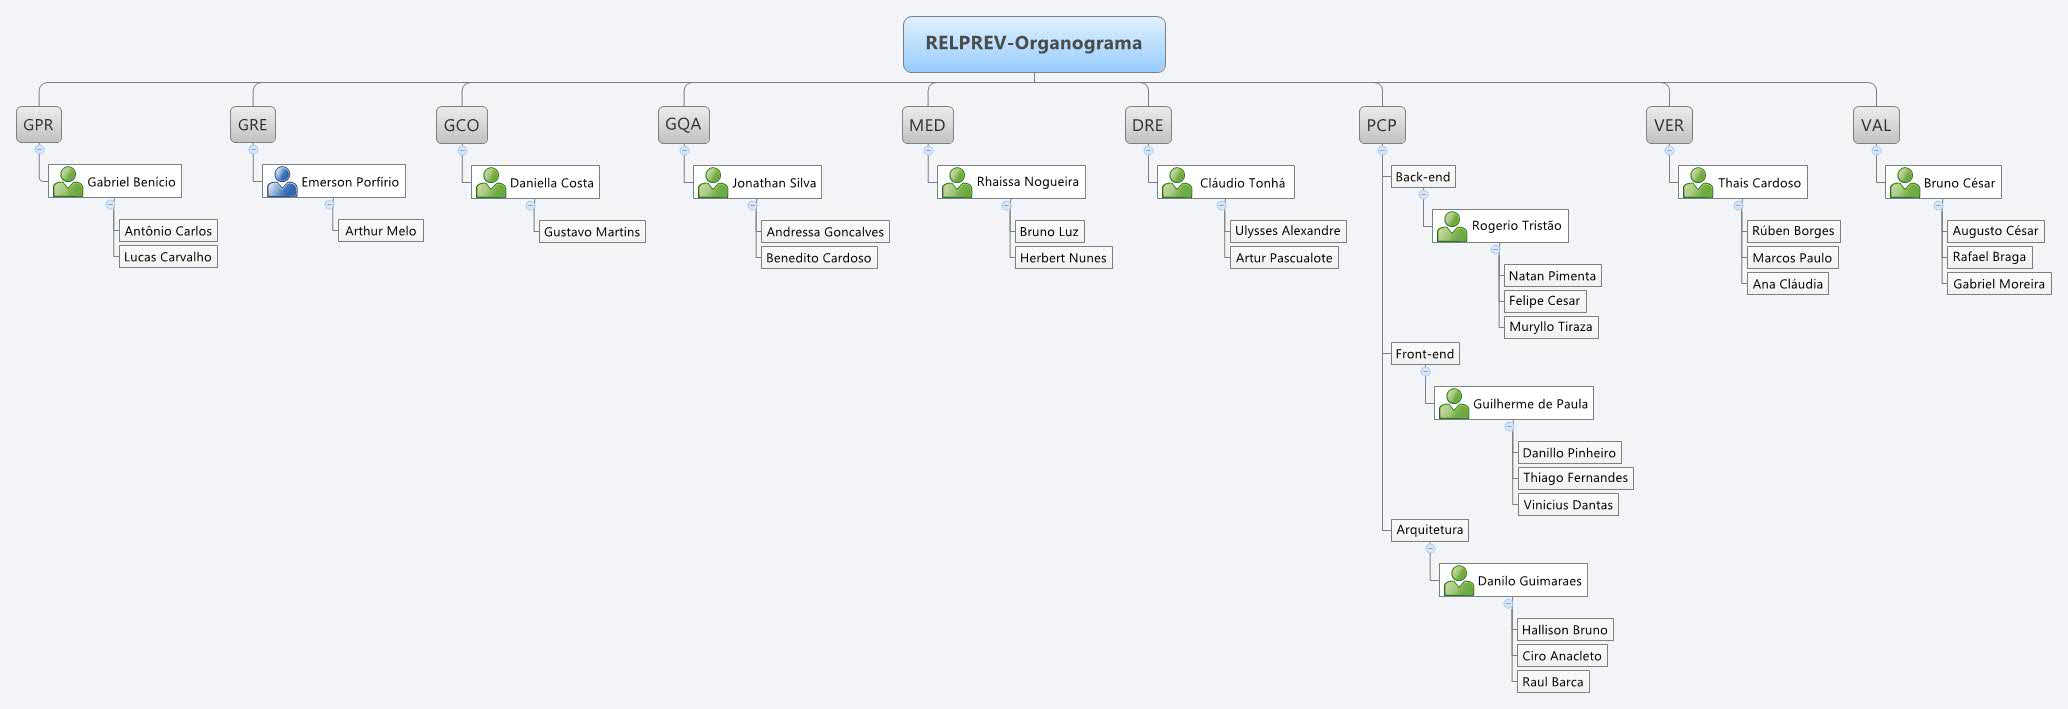 RELPREV-Organograma
GPR
Gabriel Benício
Antônio Carlos
Lucas Carvalho
GRE
Emerson Porfírio
Arthur Melo
GCO
Daniella Costa
Gustavo Martins
GQA
Jonathan Silva
Andressa Goncalves
Benedito Cardoso
MED
Rhaissa Nogueira
Bruno Luz
Herbert Nunes
DRE
Cláudio Tonhá
Ulysses Alexandre
Artur Pascualote
PCP
Back-end
Rogerio Tristão
Natan Pimenta
Felipe Cesar
Muryllo Tiraza
Front-end
Guilherme de Paula
Danillo Pinheiro
Thiago Fernandes
Vinicius Dantas
Arquitetura
Danilo Guimaraes
Hallison Bruno
Ciro Anacleto
Raul Barca
VER
Thais Cardoso
Rúben Borges
Marcos Paulo
Ana Cláudia
VAL
Bruno César
Augusto César
Rafael Braga
Gabriel Moreira